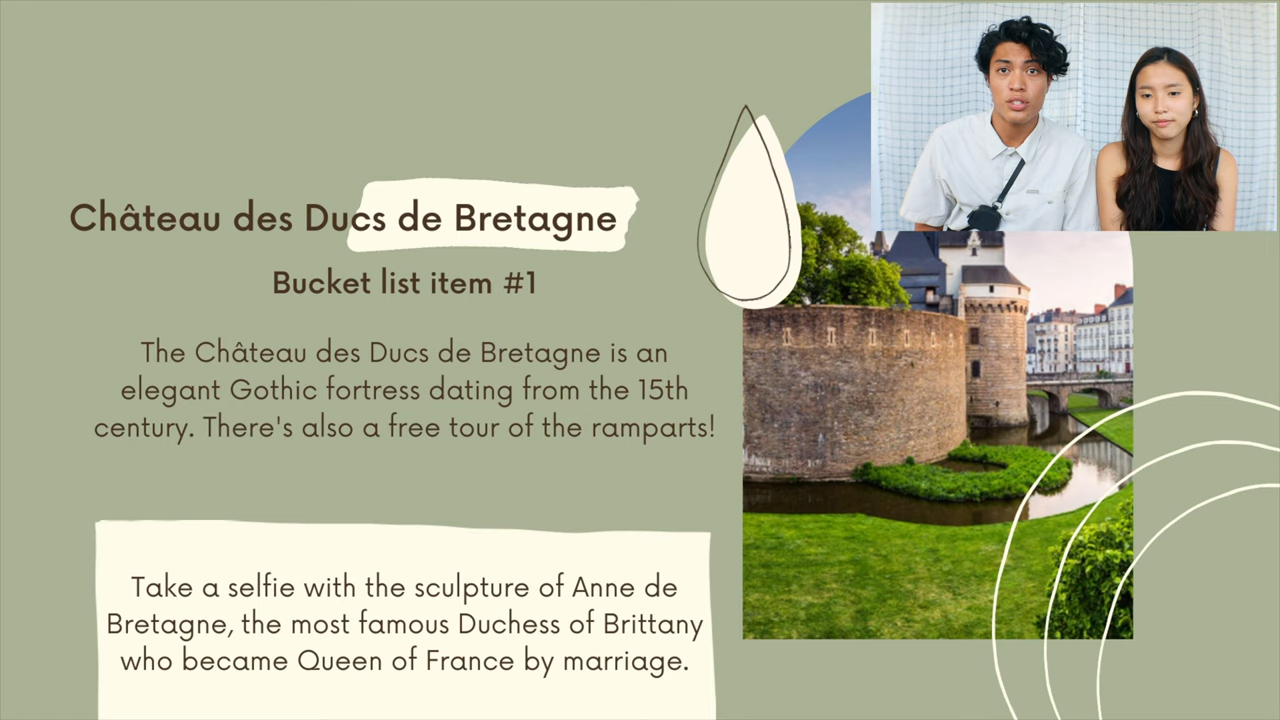 Château des Ducs de Bretagne
Bucket list item #1
The Château des Ducs de Bretagne is an
elegant Gothic fortress dating from the 15th
century. There's also a free tour of the ramparts!
Take a selfie with the sculpture of Anne de
Bretagne, the most famous Duchess of Brittany
who became Queen of France by marriage.